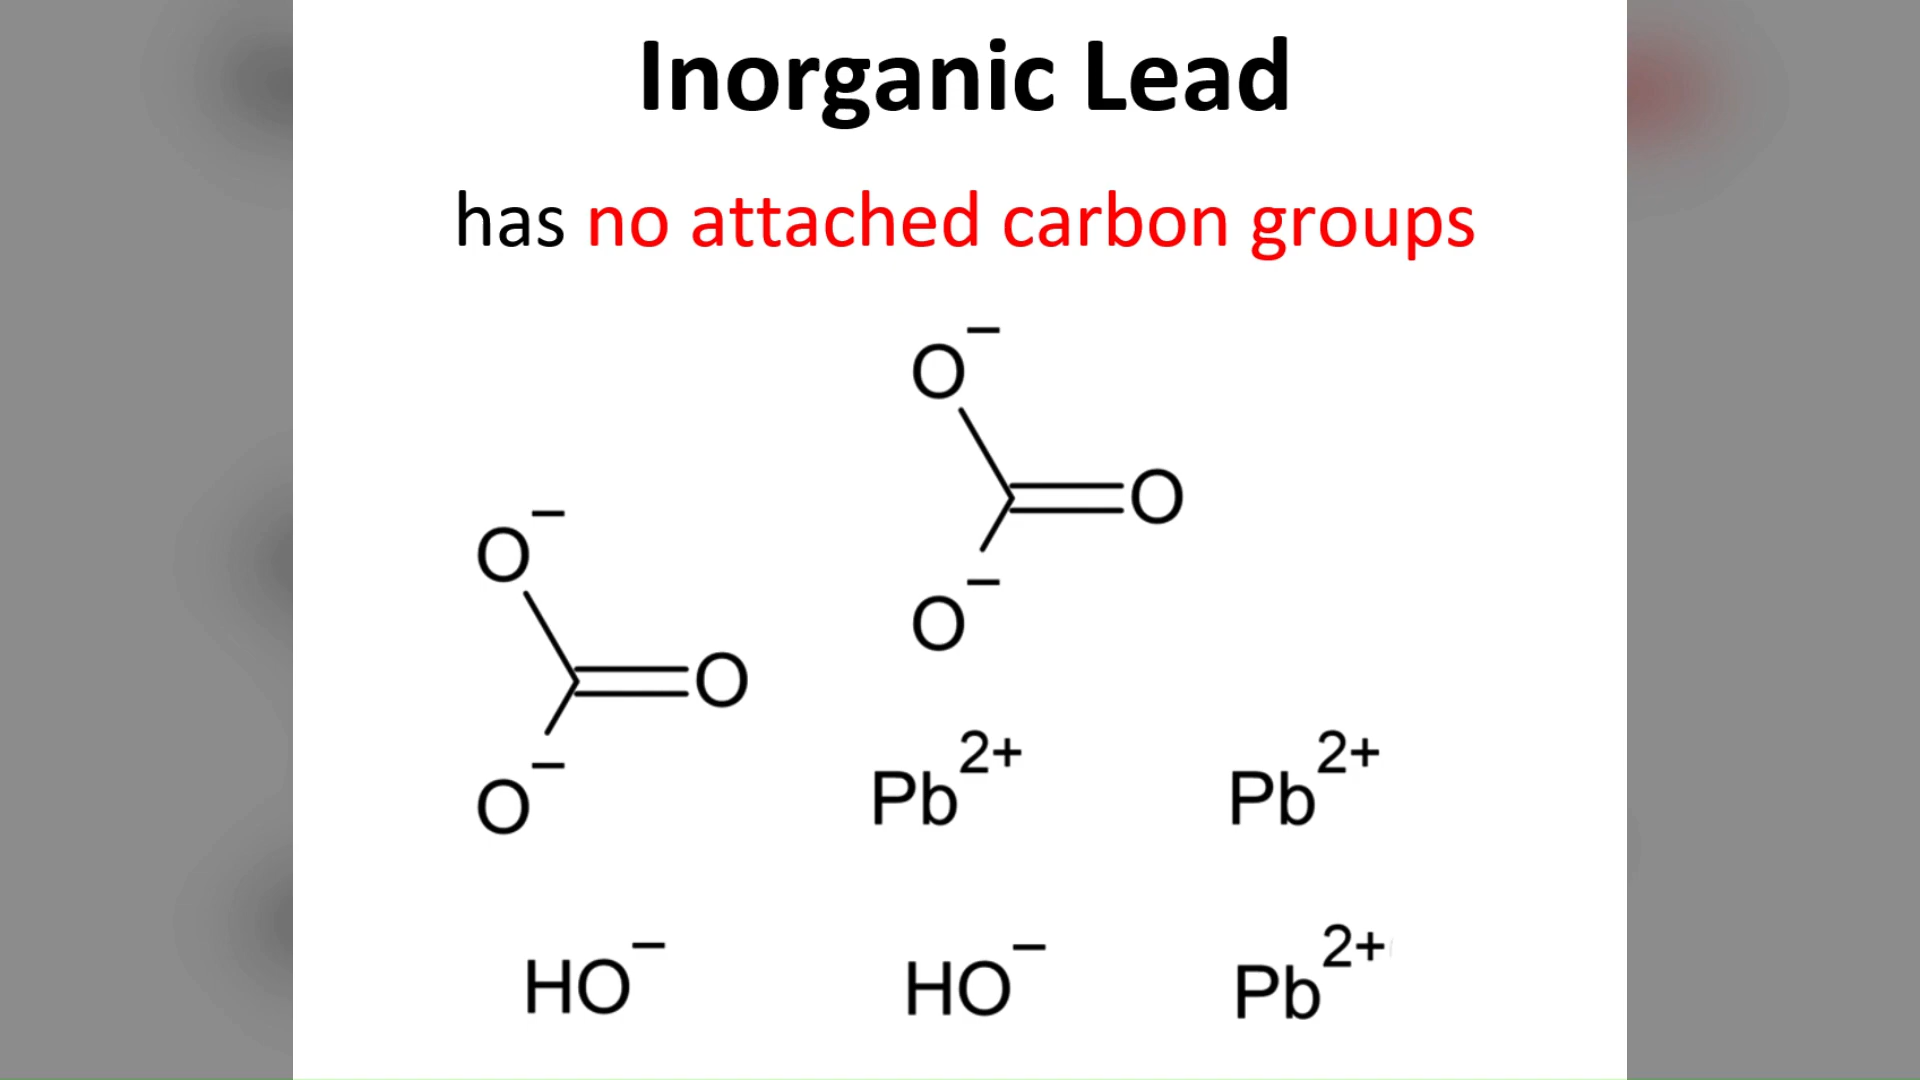 Inorganic Lead
has no attached carbon groups
O⁻
O
O⁻
O⁻
O
O⁻
Pb²⁺ Pb²⁺
HO⁻ HO⁻ Pb²⁺